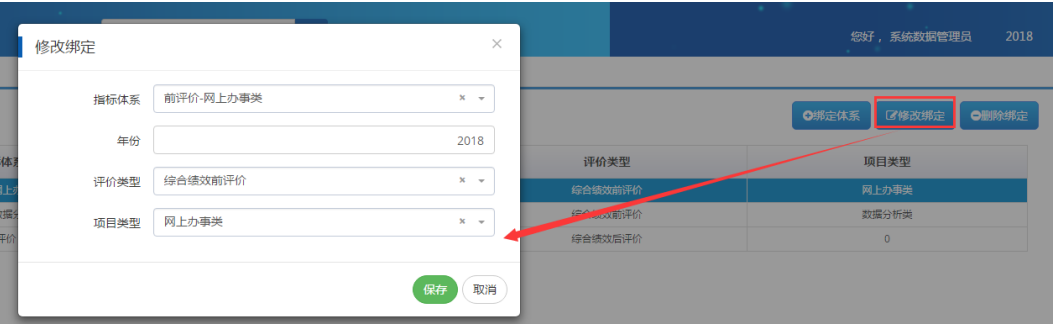 您好，系统数据管理员 2018
修改绑定 ×
指标体系 前评价-网上办事类
年份 2018
评价类型 综合绩效前评价
项目类型 网上办事类
保存 取消
绑定体系 修改绑定 删除绑定
评价类型 项目类型
综合绩效前评价 网上办事类
综合绩效前评价 数据分析类
综合绩效后评价 0